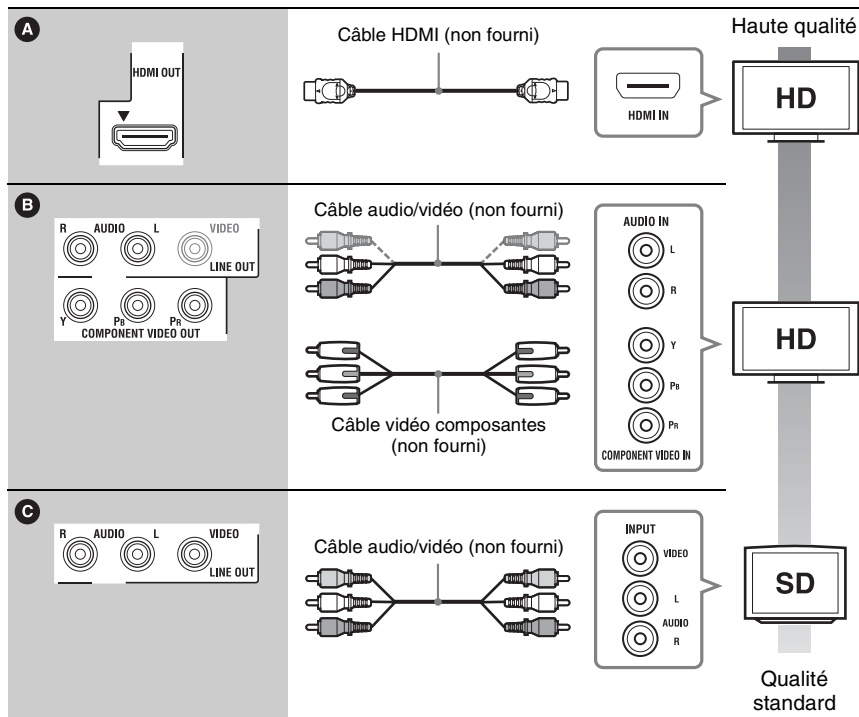 A
HDMI OUT
Câble HDMI (non fourni)
HDMI IN
Haute qualité
HD
B
R AUDIO L VIDEO
LINE OUT
Y PB PR
COMPONENT VIDEO OUT
Câble audio/vidéo (non fourni)
Câble vidéo composantes
(non fourni)
AUDIO IN
L
R
Y
PB
PR
COMPONENT VIDEO IN
HD
C
R AUDIO L VIDEO
LINE OUT
Câble audio/vidéo (non fourni)
INPUT
VIDEO
L
AUDIO
R
SD
Qualité
standard